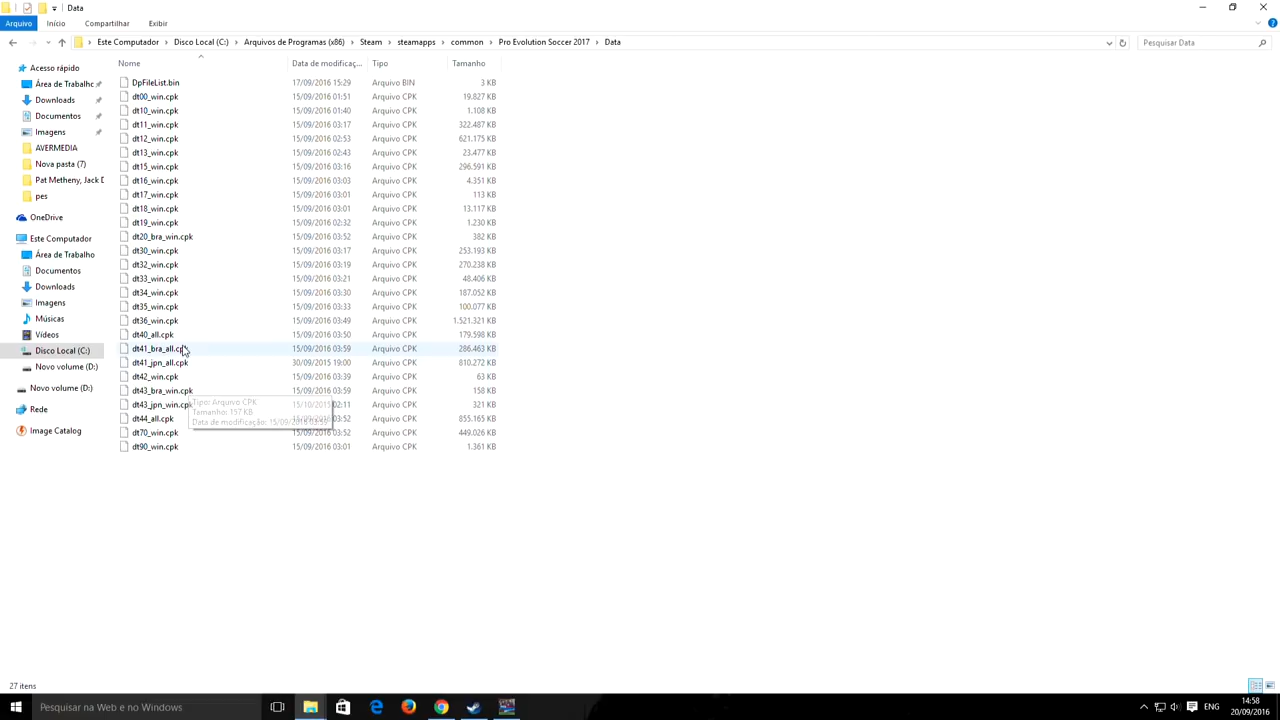 Data
Arquivo Início Compartilhar Exibir
Este Computador Disco Local (C:) Arquivos de Programas (x86) Steam steamapps common Pro Evolution Soccer 2017 Data Pesquisar Data
Nome Data de modificaç... Tipo Tamanho
Acesso rápido
Área de Trabalho
Downloads
Documentos
Imagens
AVERMEDIA
Nova pasta (7)
Pat Metheny, Jack D
pes
OneDrive
Este Computador
Área de Trabalho
Documentos
Downloads
Imagens
Músicas
Vídeos
Disco Local (C:)
Novo volume (D:)
Novo volume (D:)
Rede
Image Catalog
DpFileList.bin 17/09/2016 15:29 Arquivo BIN 3 KB
dt00_win.cpk 15/09/2016 01:51 Arquivo CPK 19.827 KB
dt10_win.cpk 15/09/2016 01:40 Arquivo CPK 1.108 KB
dt11_win.cpk 15/09/2016 03:17 Arquivo CPK 322.487 KB
dt12_win.cpk 15/09/2016 02:53 Arquivo CPK 621.175 KB
dt13_win.cpk 15/09/2016 02:43 Arquivo CPK 23.477 KB
dt15_win.cpk 15/09/2016 03:16 Arquivo CPK 296.591 KB
dt16_win.cpk 15/09/2016 03:03 Arquivo CPK 4.351 KB
dt17_win.cpk 15/09/2016 03:01 Arquivo CPK 113 KB
dt18_win.cpk 15/09/2016 03:01 Arquivo CPK 13.117 KB
dt19_win.cpk 15/09/2016 02:32 Arquivo CPK 1.230 KB
dt20_bra_win.cpk 15/09/2016 03:52 Arquivo CPK 382 KB
dt30_win.cpk 15/09/2016 03:17 Arquivo CPK 253.193 KB
dt32_win.cpk 15/09/2016 03:19 Arquivo CPK 270.238 KB
dt33_win.cpk 15/09/2016 03:21 Arquivo CPK 48.406 KB
dt34_win.cpk 15/09/2016 03:30 Arquivo CPK 187.052 KB
dt35_win.cpk 15/09/2016 03:33 Arquivo CPK 100.077 KB
dt36_win.cpk 15/09/2016 03:49 Arquivo CPK 1.521.321 KB
dt40_all.cpk 15/09/2016 03:50 Arquivo CPK 179.598 KB
dt41_bra_all.cpk 15/09/2016 03:59 Arquivo CPK 286.463 KB
dt41_jpn_all.cpk 30/09/2015 19:00 Arquivo CPK 810.272 KB
dt42_win.cpk 15/09/2016 03:39 Arquivo CPK 63 KB
dt43_bra_win.cpk 15/09/2016 03:59 Arquivo CPK 158 KB
dt43_jpn_win.cpk 15/10/2015 02:11 Arquivo CPK 321 KB
dt44_all.cpk 15/09/2016 03:52 Arquivo CPK 855.165 KB
dt70_win.cpk 15/09/2016 03:52 Arquivo CPK 449.026 KB
dt90_win.cpk 15/09/2016 03:01 Arquivo CPK 1.361 KB
Tipo: Arquivo CPK
Tamanho: 157 KB
Data de modificação: 15/09/2016 03:59
27 itens
Pesquisar na Web e no Windows
ENG
14:58
20/09/2016